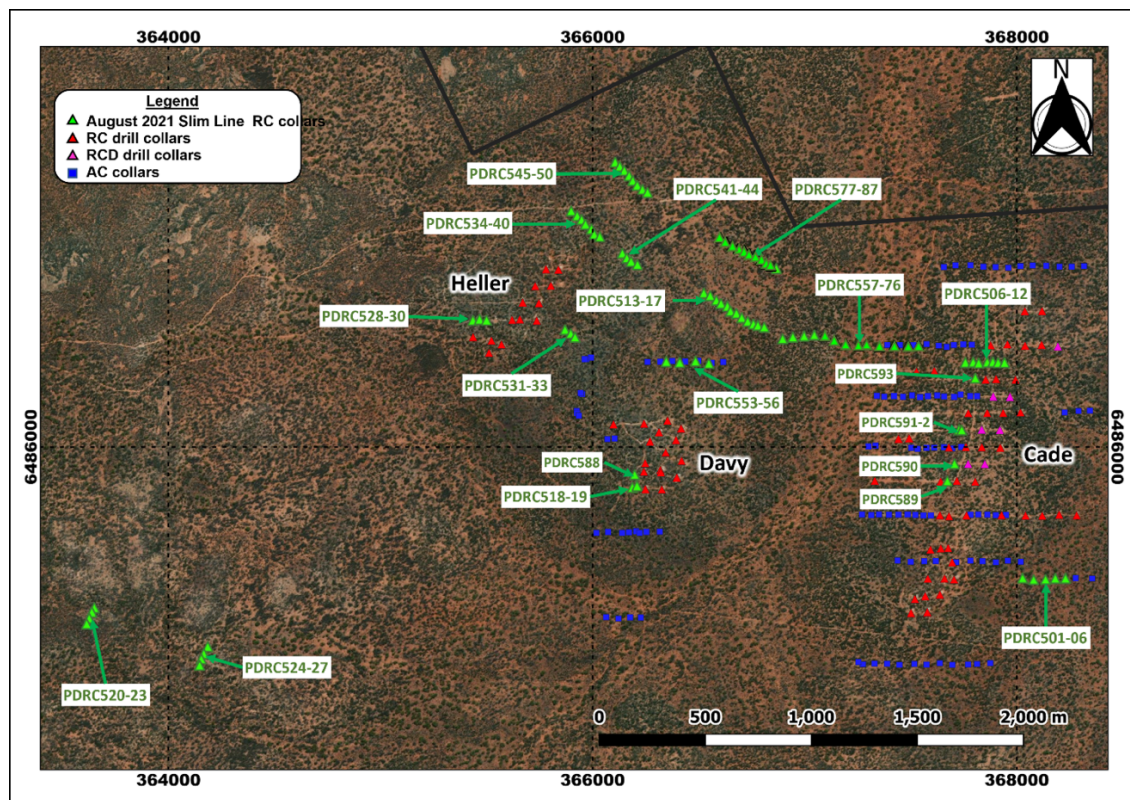 364000
366000
368000
N
Legend
August 2021 Slim Line RC collars
RC drill collars
RCD drill collars
AC collars
PDRC545-50
PDRC541-44
PDRC577-87
PDRC534-40
Heller
PDRC513-17
PDRC557-76
PDRC506-12
PDRC528-30
PDRC593
PDRC531-33
PDRC553-56
PDRC591-2
6486000
6486000
Davy
Cade
PDRC588
PDRC590
PDRC518-19
PDRC589
PDRC501-06
PDRC524-27
PDRC520-23
0
500
1,000
1,500
2,000 m
364000
366000
368000